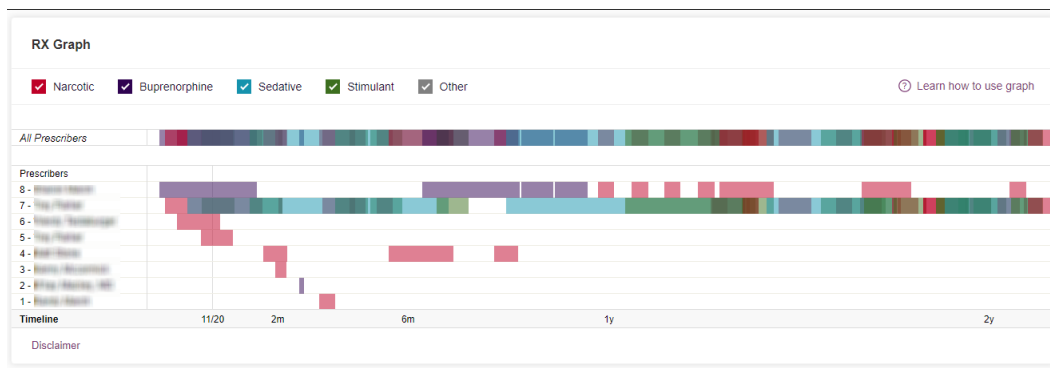 RX Graph
Narcotic Buprenorphine Sedative Stimulant Other Learn how to use graph
All Prescribers
Prescribers
8 -
7 -
6 -
5 -
4 -
3 -
2 -
1 -
Timeline 11/20 2m 6m 1y 2y
Disclaimer